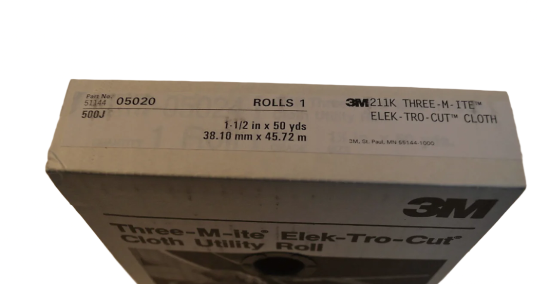 Part No.
51144 05020 ROLLS 1
500J
1-1/2 in x 50 yds
38.10 mm x 45.72 m
3M 211K THREE-M-ITE™
ELEK-TRO-CUT™ CLOTH
3M, St. Paul, MN 55144-1000
3M
Three-M-ite™ Elek-Tro-Cut™
Cloth Utility Roll